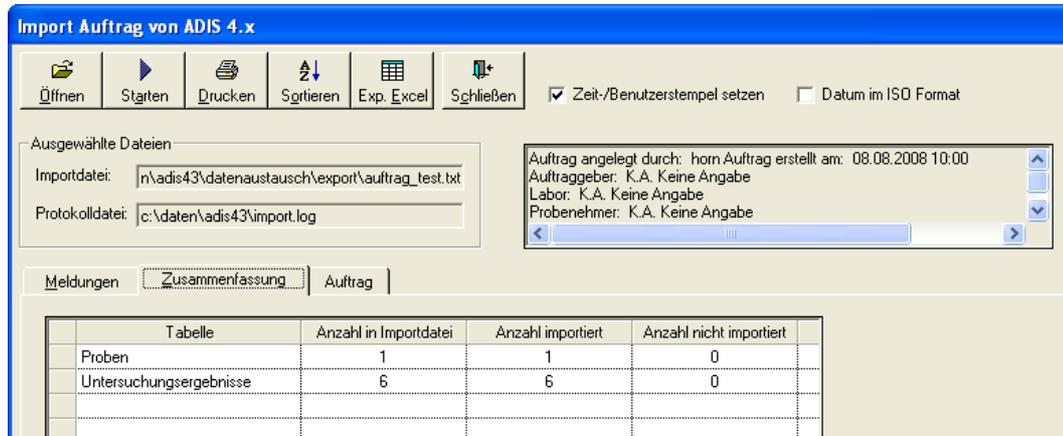 Import Auftrag von ADIS 4.x
Öffnen Starten Drucken Sortieren Exp. Excel Schließen Zeit-/Benutzerstempel setzen Datum im ISO Format
Ausgewählte Dateien
Importdatei: n\adis43\datenaustausch\export\auftrag_test.txt
Protokolldatei: c:\daten\adis43\import.log
Auftrag angelegt durch: horn Auftrag erstellt am: 08.08.2008 10:00
Auftraggeber: K.A. Keine Angabe
Labor: K.A. Keine Angabe
Probenehmer: K.A. Keine Angabe
Meldungen Zusammenfassung Auftrag
Tabelle Anzahl in Importdatei Anzahl importiert Anzahl nicht importiert
Proben 1 1 0
Untersuchungsergebnisse 6 6 0